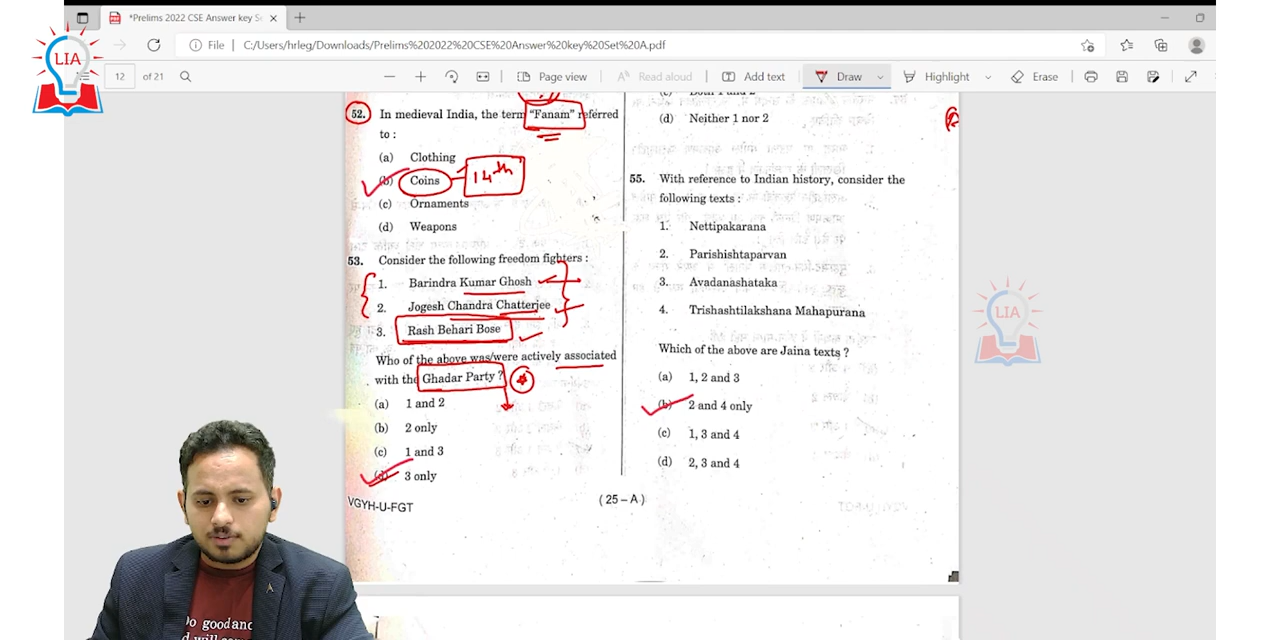 *Prelims 2022 CSE Answer key Se
LIA
File
C:/Users/hrleg/Downloads/Prelims%202022%20CSE%20Answer%20key%20Set%20A.pdf
12 of 21
Page view
Read aloud
Add text
Draw
Highlight
Erase
52. In medieval India, the term "Fanam" referred
to :
(a) Clothing
(b) Coins
14th
(c) Ornaments
(d) Weapons
53. Consider the following freedom fighters :
1. Barindra Kumar Ghosh
2. Jogesh Chandra Chatterjee
3. Rash Behari Bose
Who of the above was/were actively associated
with the Ghadar Party ?
(a) 1 and 2
(b) 2 only
(c) 1 and 3
(d) 3 only
VGYH-U-FGT
(25 – A)
(d) Neither 1 nor 2
55. With reference to Indian history, consider the
following texts :
1. Nettipakarana
2. Parishishtaparvan
3. Avadanashataka
4. Trishashtilakshana Mahapurana
Which of the above are Jaina texts ?
(a) 1, 2 and 3
(b) 2 and 4 only
(c) 1, 3 and 4
(d) 2, 3 and 4
LIA
Do good and